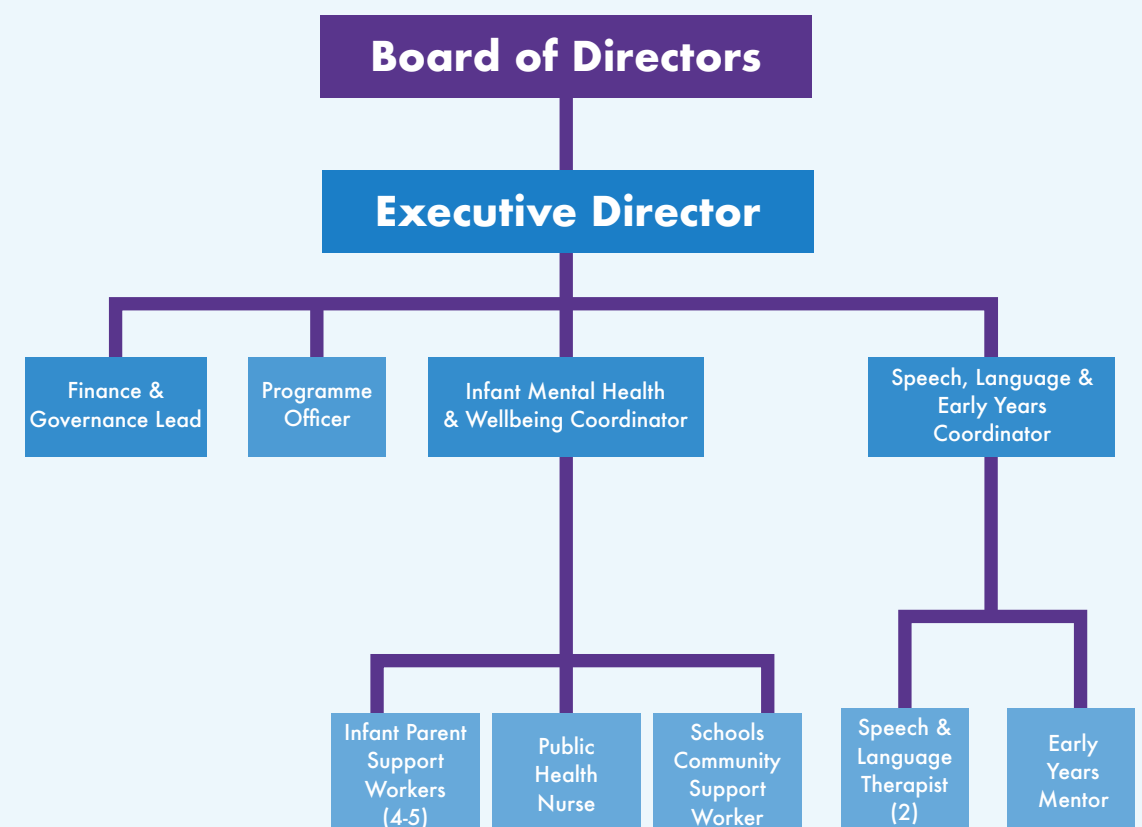 Board of Directors
Executive Director
Finance &
Governance Lead
Programme
Officer
Infant Mental Health
& Wellbeing Coordinator
Speech, Language &
Early Years
Coordinator
Infant Parent
Support
Workers
(4-5)
Public
Health
Nurse
Schools
Community
Support
Worker
Speech &
Language
Therapist
(2)
Early
Years
Mentor